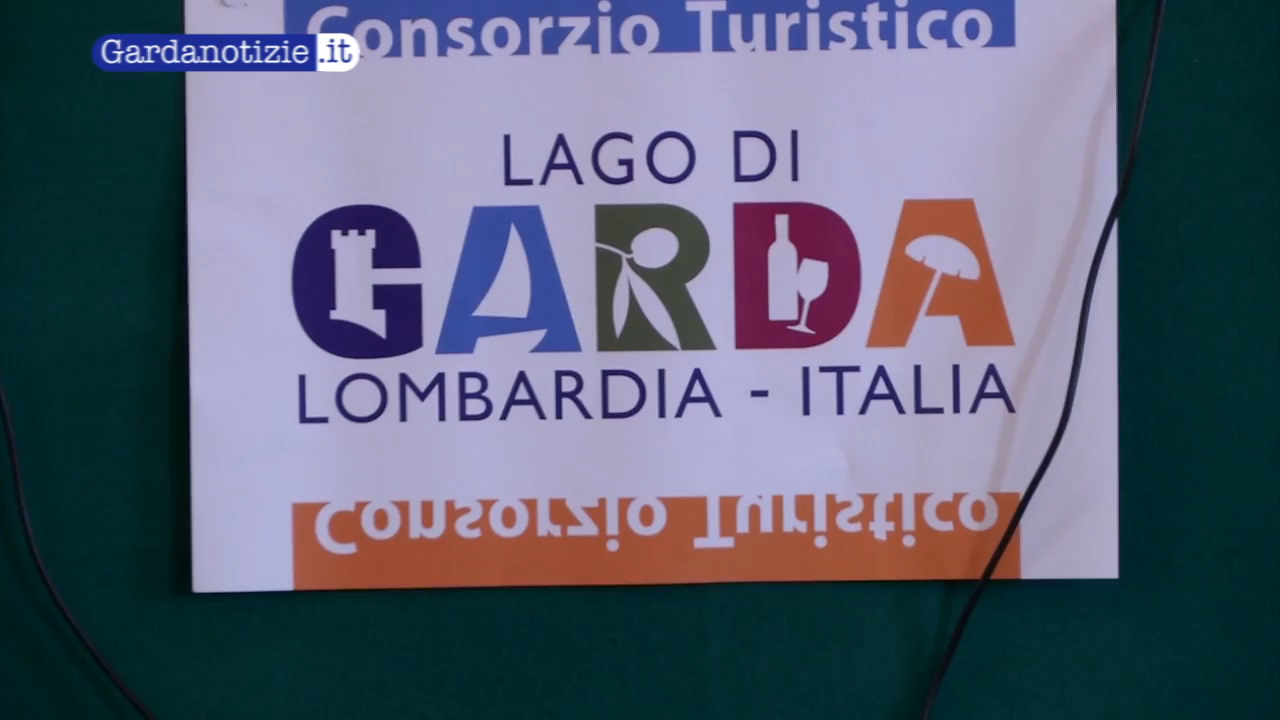 Gardanotizie.it
Consorzio Turistico
LAGO DI
GARDA
LOMBARDIA - ITALIA
Consorzio Turistico